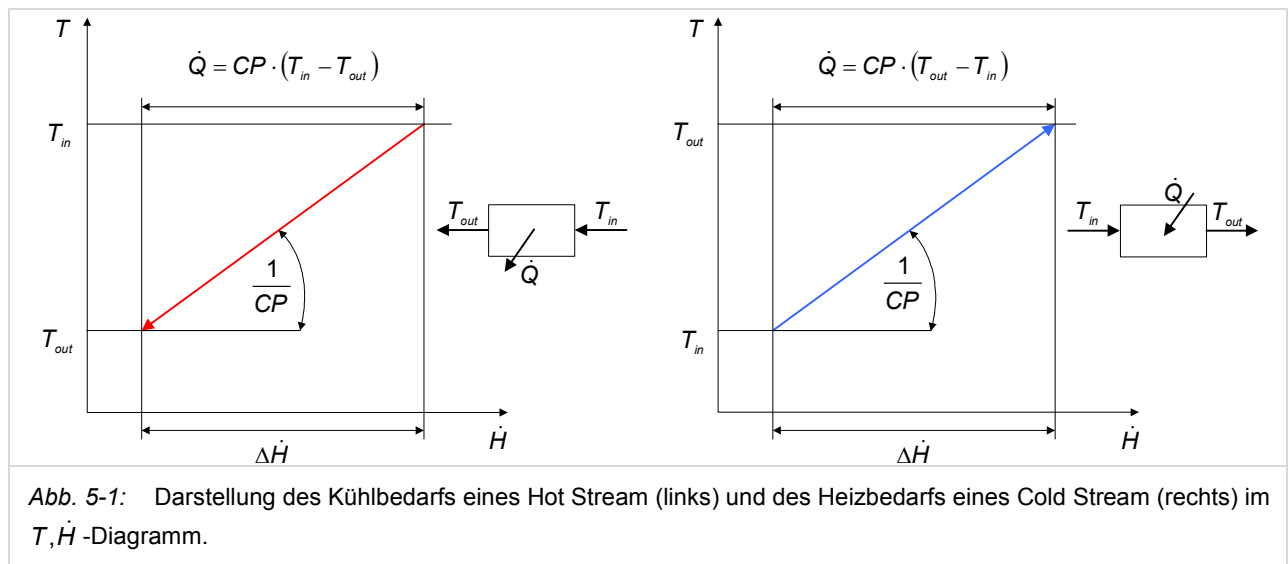 T
Q̇ = CP · (T_in − T_out)
T_in
T_out
1
CP
Ḣ
ΔḢ
T_out
T_in
Q̇
T
Q̇ = CP · (T_out − T_in)
T_out
T_in
1
CP
Ḣ
ΔḢ
T_in
Q̇
T_out
Abb. 5-1: Darstellung des Kühlbedarfs eines Hot Stream (links) und des Heizbedarfs eines Cold Stream (rechts) im
T,Ḣ -Diagramm.